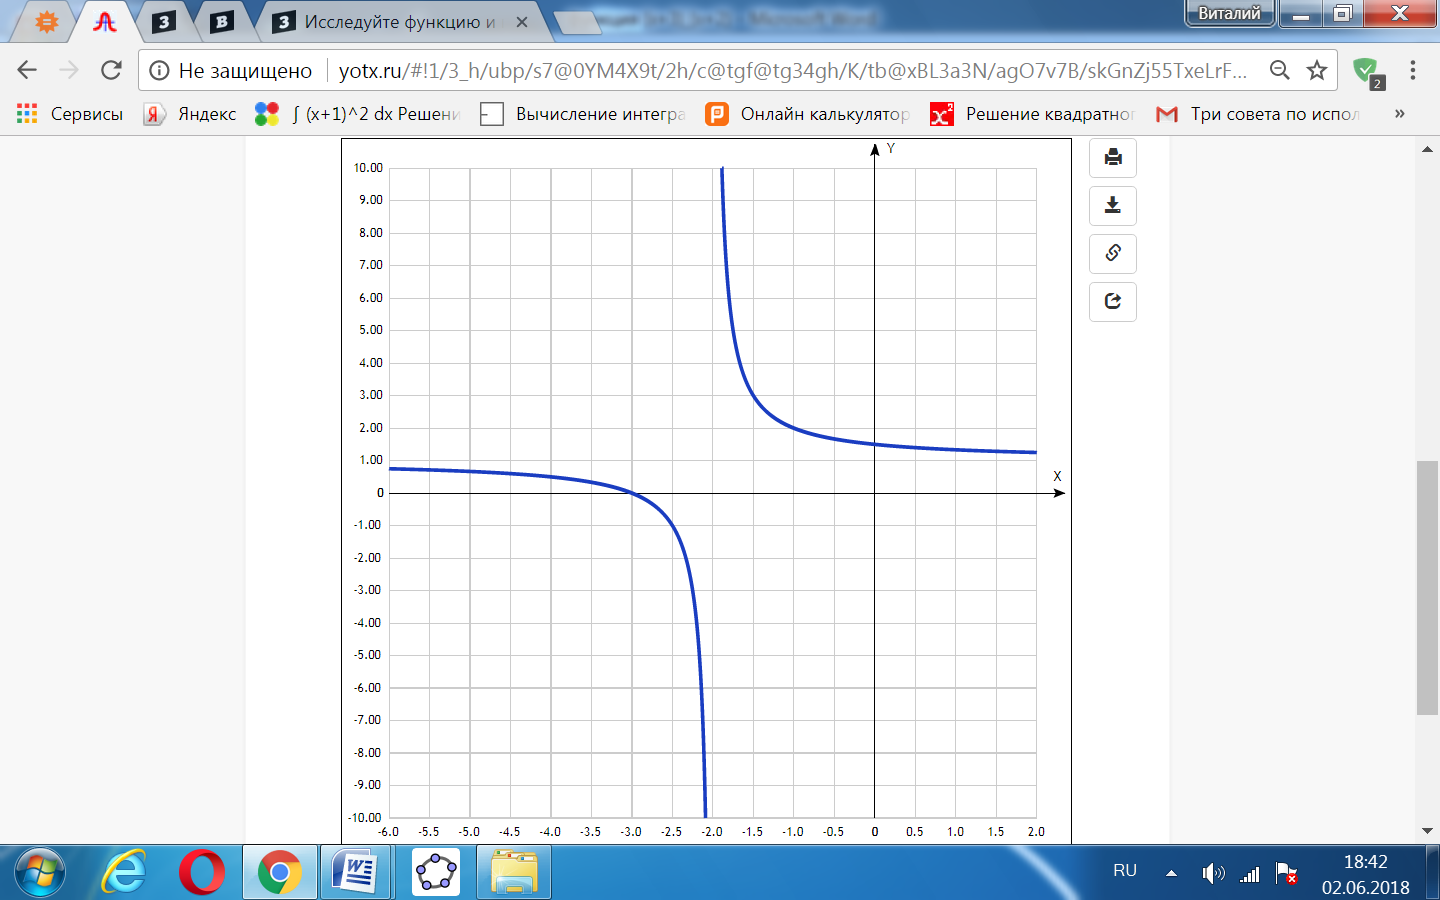 Исследуйте функцию и
Microsoft Word
Виталий
Не защищено
yotx.ru/#!1/3_h/ubp/s7@0YM4X9t/2h/c@tgf@tg34gh/K/tb@xBL3a3N/agO7v7B/skGnZj55TxeLrF...
2
Сервисы
Яндекс
∫ (x+1)^2 dx Решени
Вычисление интегра
Онлайн калькулятор
Решение квадратног
Три совета по испол
»
Y
10.00
9.00
8.00
7.00
6.00
5.00
4.00
3.00
2.00
1.00
X
0
-1.00
-2.00
-3.00
-4.00
-5.00
-6.00
-7.00
-8.00
-9.00
-10.00
-6.0 -5.5 -5.0 -4.5 -4.0 -3.5 -3.0 -2.5 -2.0 -1.5 -1.0 -0.5 0 0.5 1.0 1.5 2.0
RU
18:42
02.06.2018